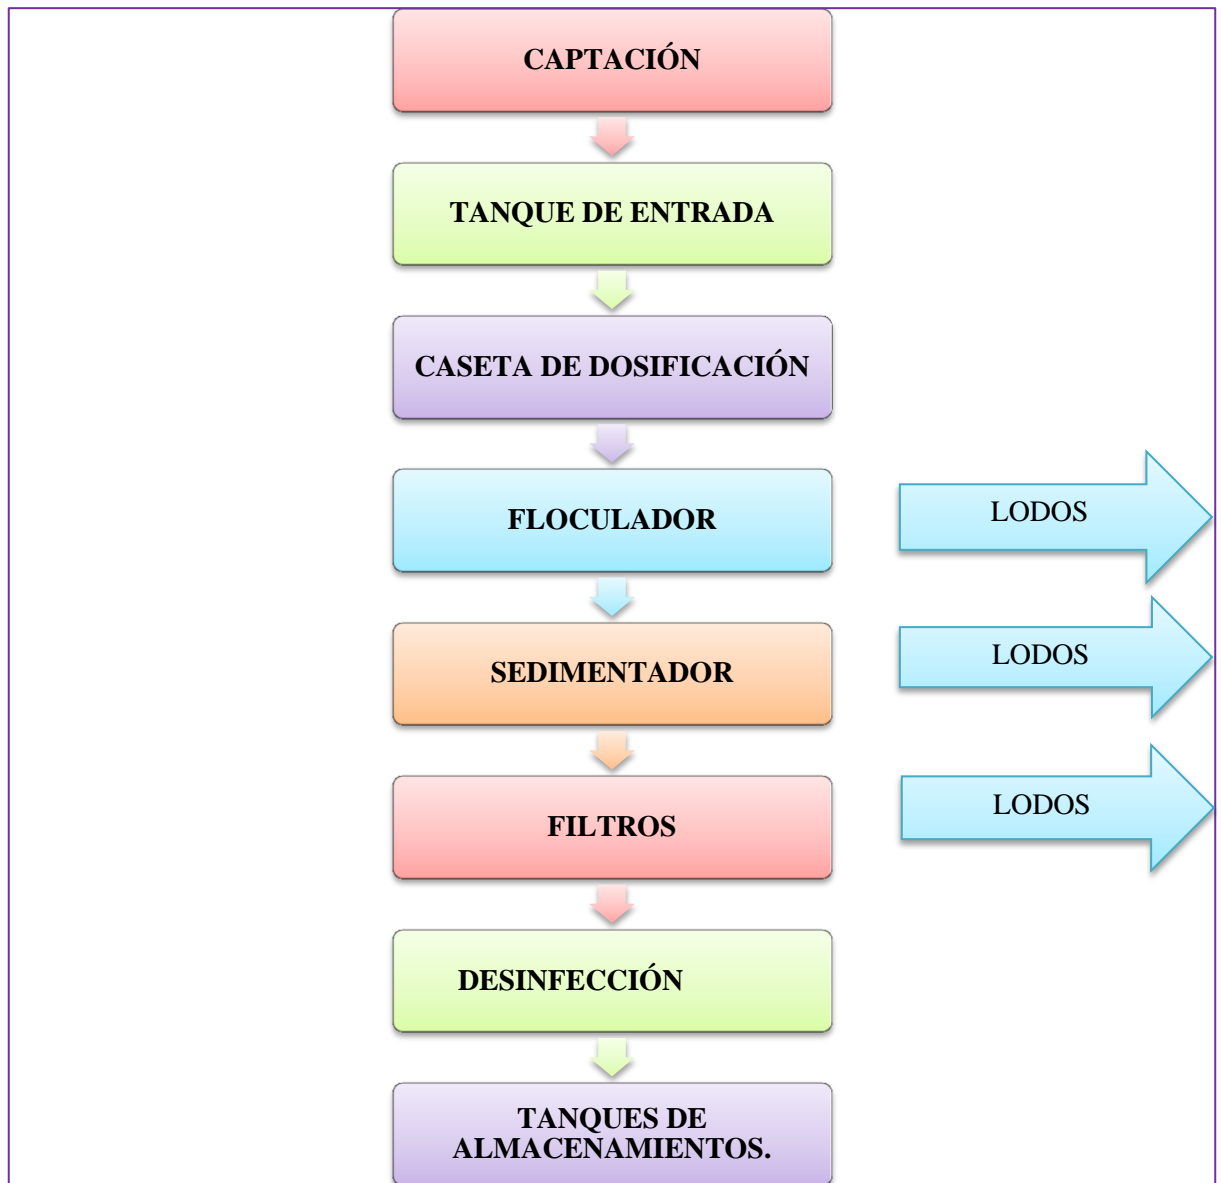 CAPTACIÓN
TANQUE DE ENTRADA
CASETA DE DOSIFICACIÓN
FLOCULADOR
LODOS
SEDIMENTADOR
LODOS
FILTROS
LODOS
DESINFECCIÓN
TANQUES DE
ALMACENAMIENTOS.